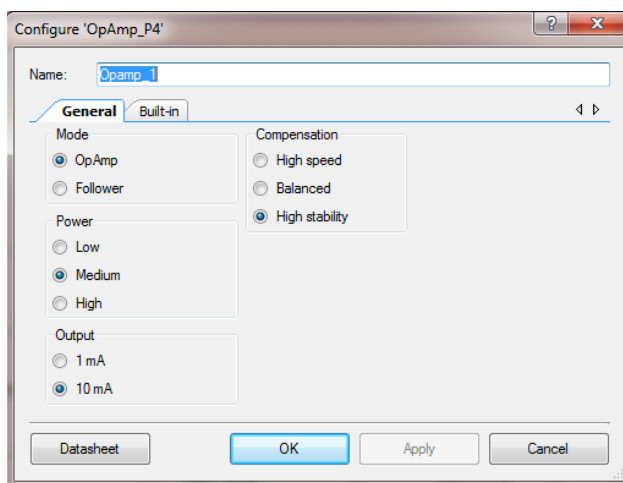 Configure 'OpAmp_P4'
Name: Opamp_1
General Built-in
Mode
OpAmp
Follower
Power
Low
Medium
High
Output
1 mA
10 mA
Compensation
High speed
Balanced
High stability
Datasheet OK Apply Cancel